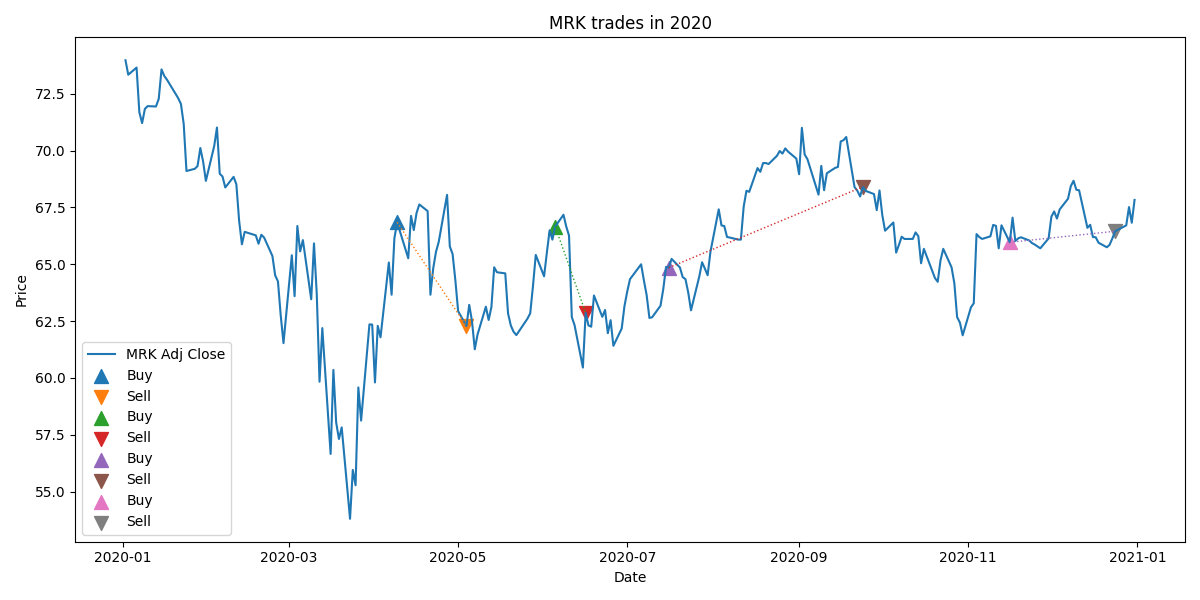 MRK trades in 2020
Price
72.5
70.0
67.5
65.0
62.5
60.0
57.5
55.0
MRK Adj Close
Buy
Sell
Buy
Sell
Buy
Sell
Buy
Sell
2020-01
2020-03
2020-05
2020-07
2020-09
2020-11
2021-01
Date